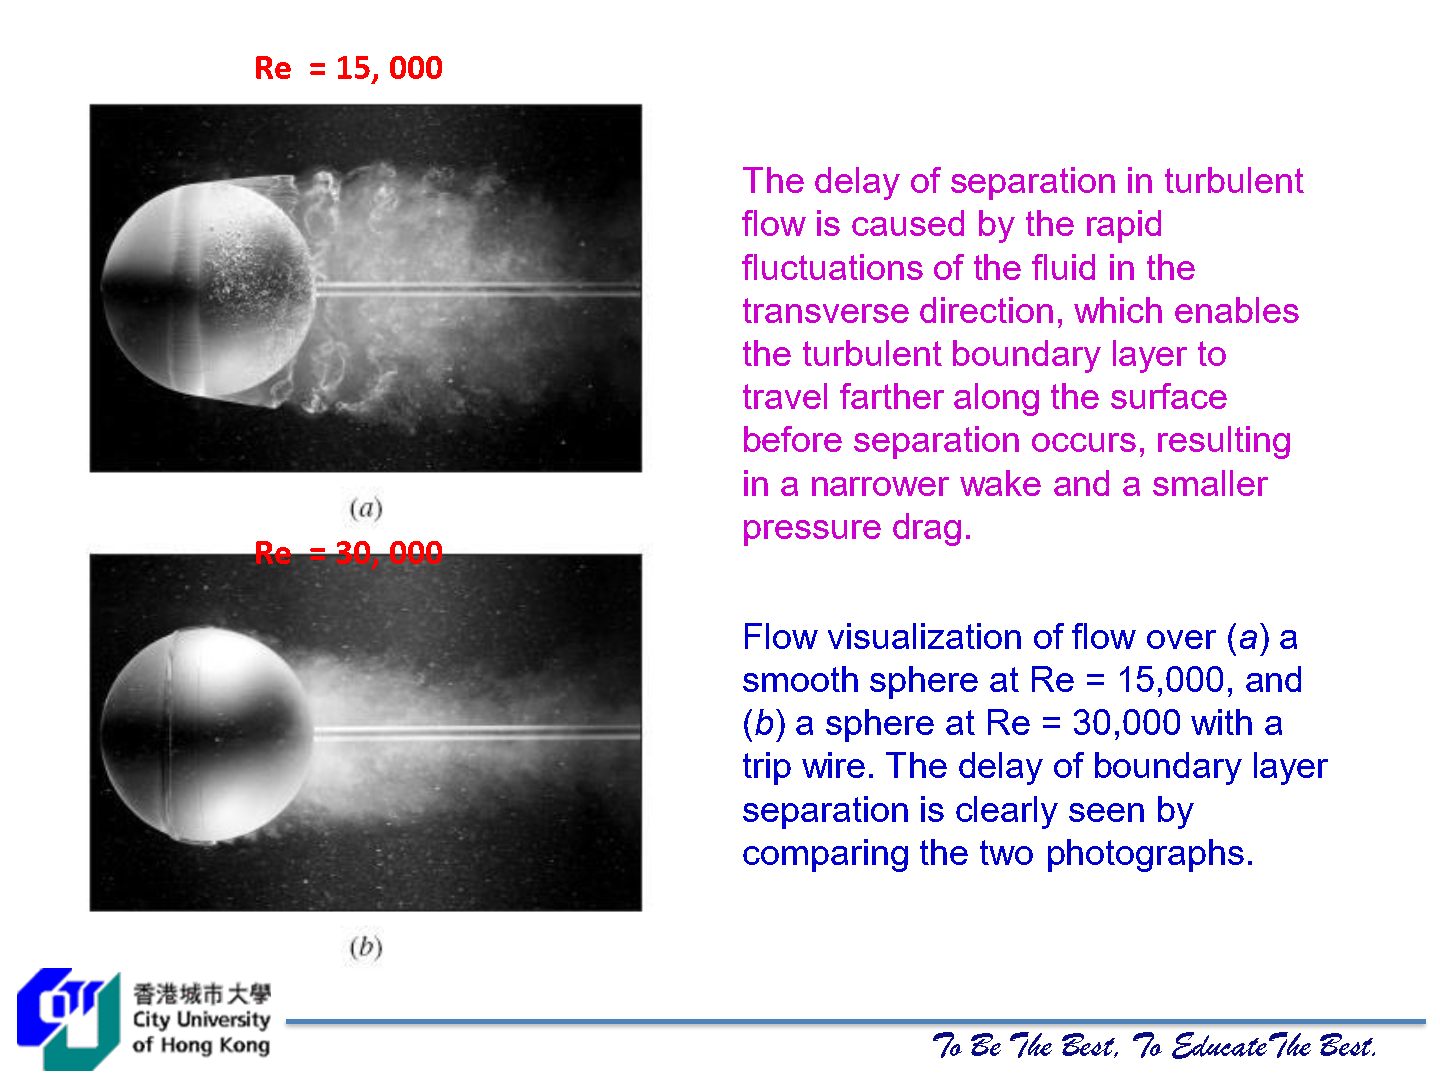 Re = 15, 000
(a)
Re = 30, 000
(b)
The delay of separation in turbulent
flow is caused by the rapid
fluctuations of the fluid in the
transverse direction, which enables
the turbulent boundary layer to
travel farther along the surface
before separation occurs, resulting
in a narrower wake and a smaller
pressure drag.
Flow visualization of flow over (a) a
smooth sphere at Re = 15,000, and
(b) a sphere at Re = 30,000 with a
trip wire. The delay of boundary layer
separation is clearly seen by
comparing the two photographs.
香港城市大學
City University
of Hong Kong
To Be The Best, To EducateThe Best.